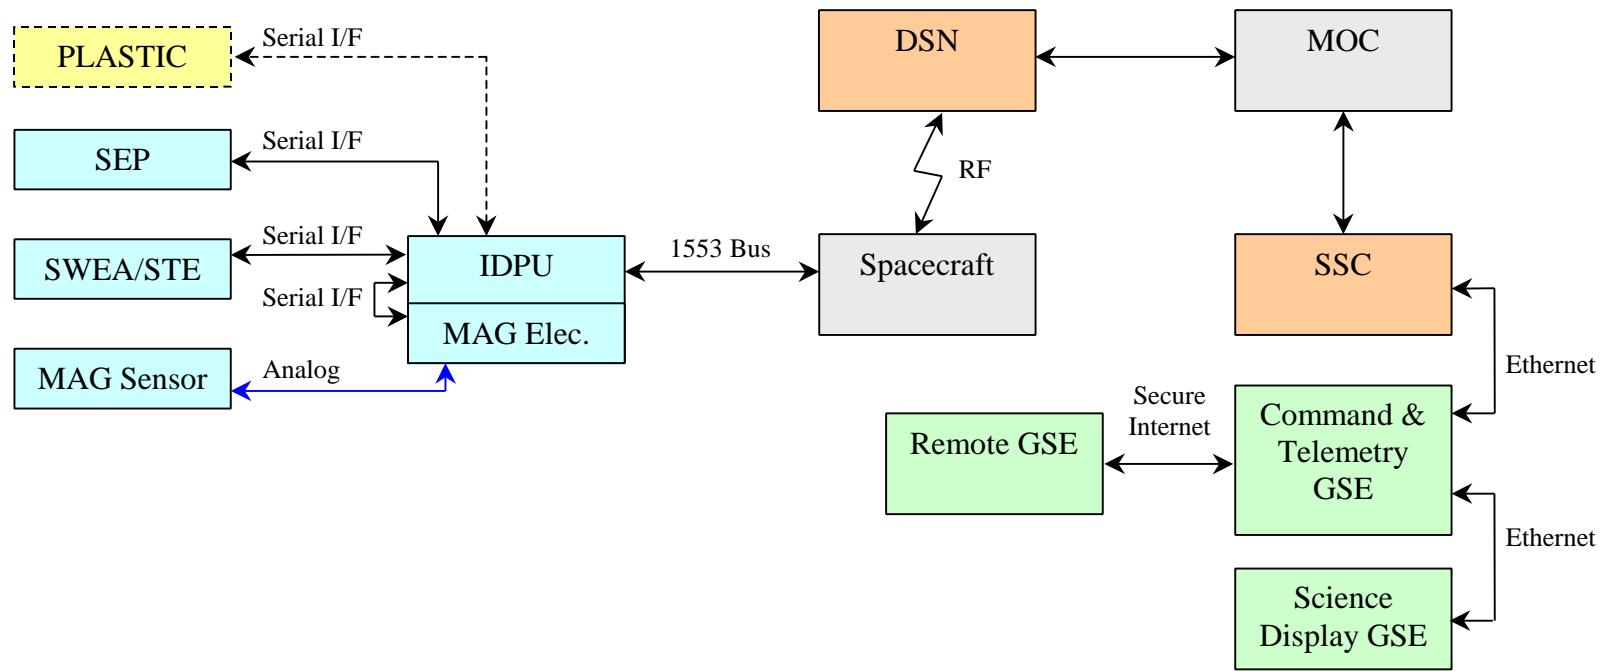 PLASTIC
Serial I/F
DSN
MOC
SEP
Serial I/F
RF
SWEA/STE
Serial I/F
IDPU
1553 Bus
Spacecraft
SSC
Serial I/F
MAG Elec.
MAG Sensor
Analog
Ethernet
Remote GSE
Secure
Internet
Command &
Telemetry
GSE
Ethernet
Science
Display GSE